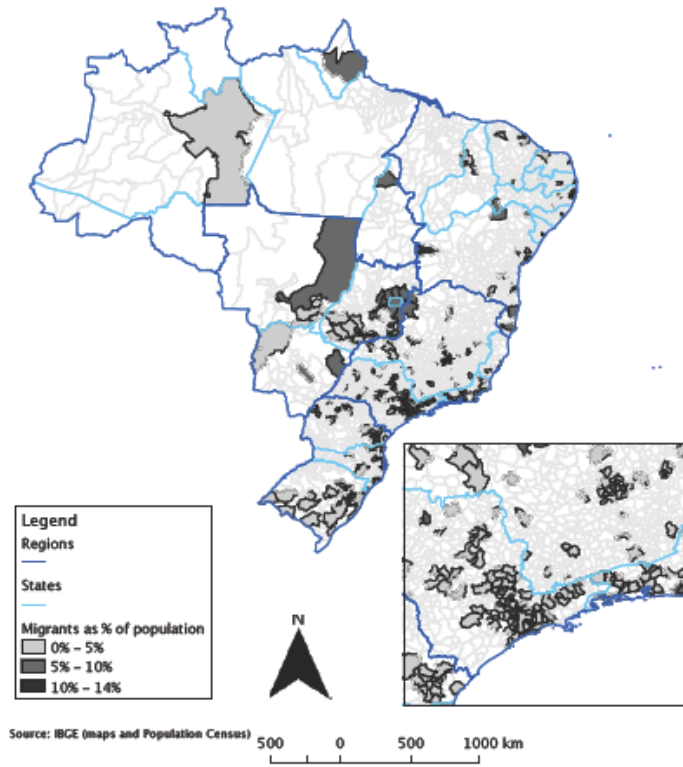 Legend
Regions
States
Migrants as % of population
0% – 5%
5% – 10%
10% – 14%
N
Source: IBGE (maps and Population Census)
500 0 500 1000 km